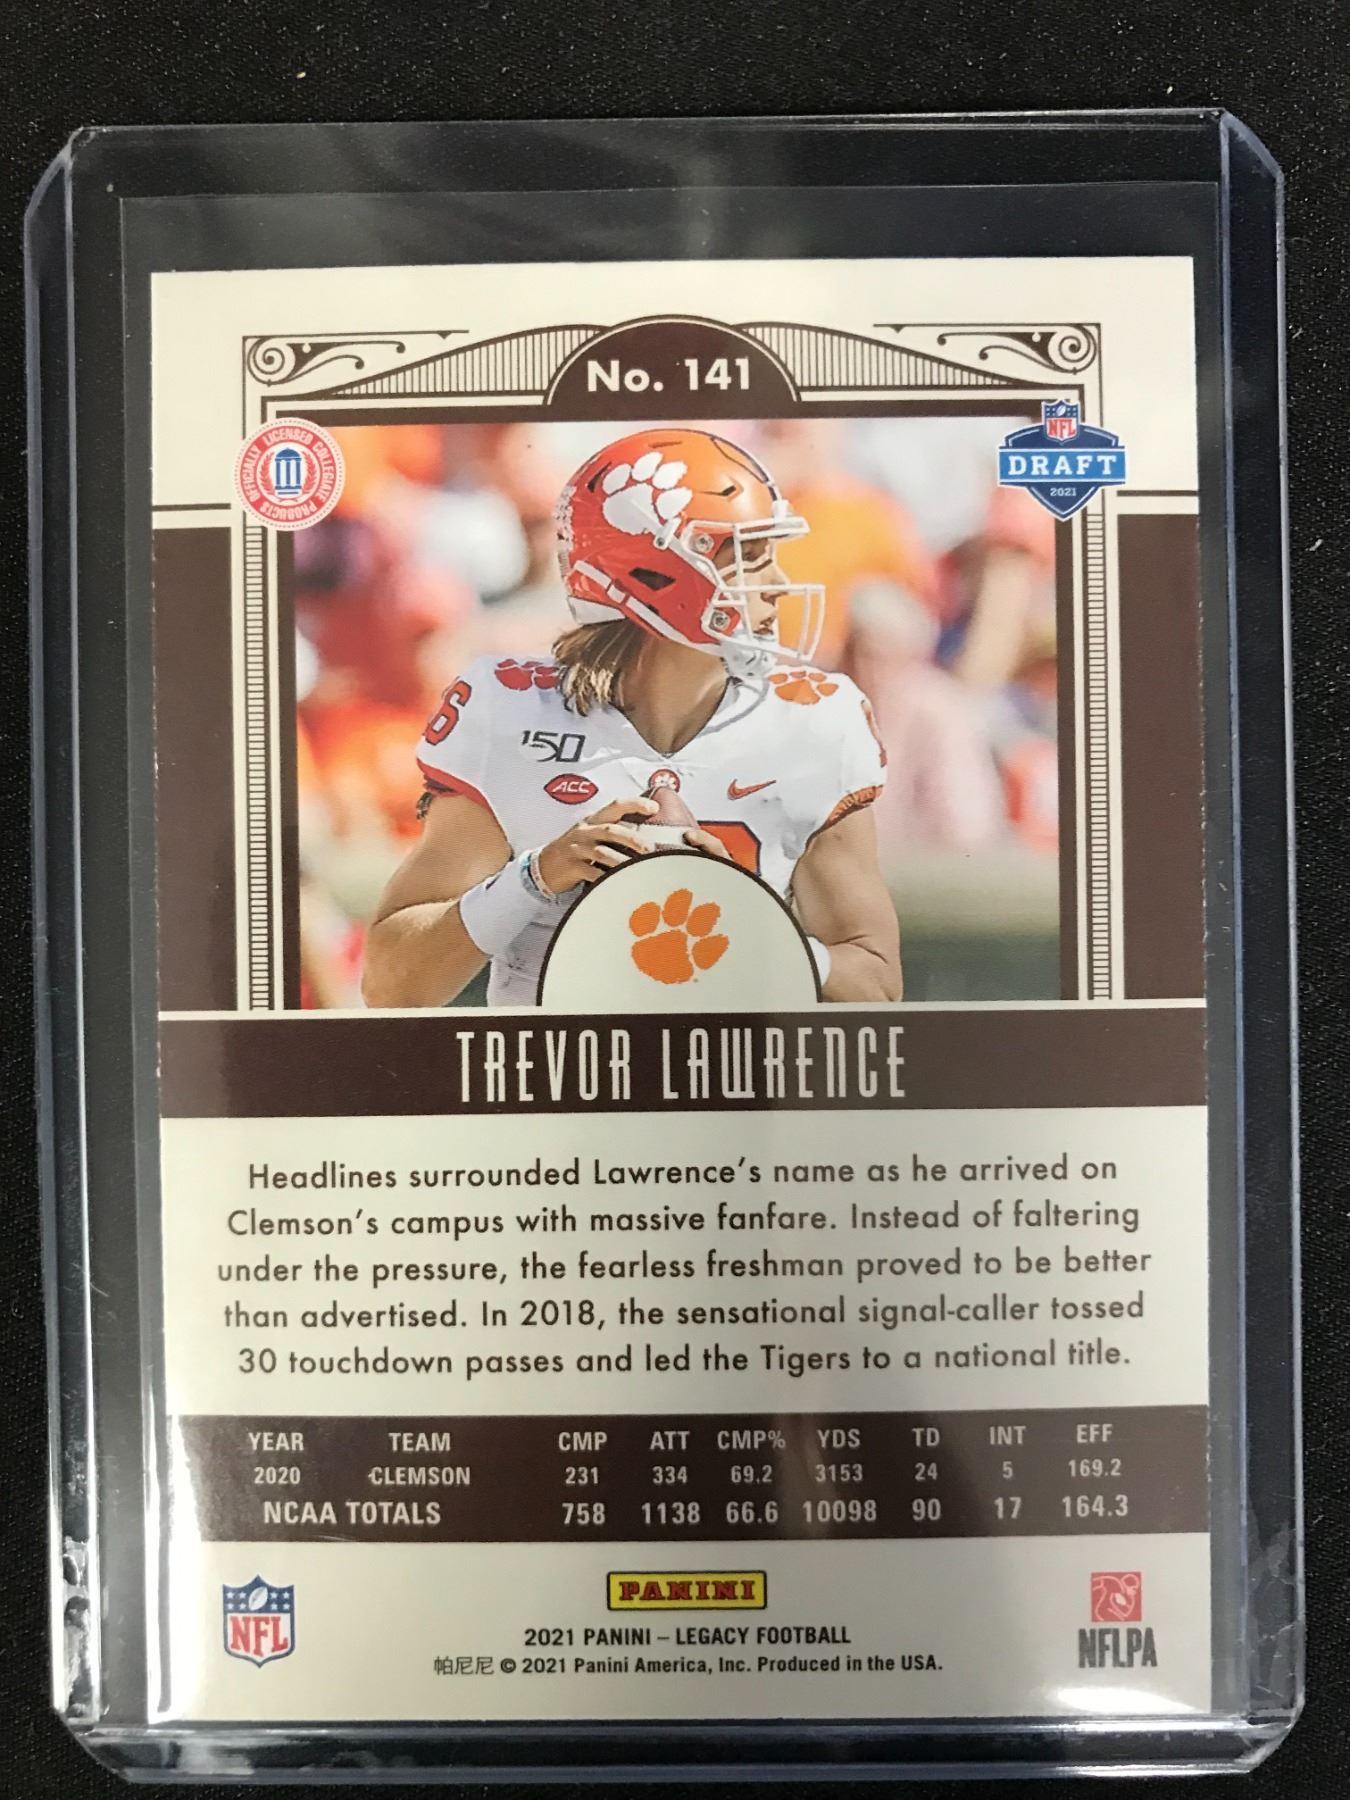 No. 141
OFFICIALLY LICENSED COLLEGIATE PRODUCTS
NFL
DRAFT
2021
6
150
ACC
TREVOR LAWRENCE
Headlines surrounded Lawrence's name as he arrived on
Clemson's campus with massive fanfare. Instead of faltering
under the pressure, the fearless freshman proved to be better
than advertised. In 2018, the sensational signal-caller tossed
30 touchdown passes and led the Tigers to a national title.
YEAR TEAM CMP ATT CMP% YDS TD INT EFF
2020 CLEMSON 231 334 69.2 3153 24 5 169.2
NCAA TOTALS 758 1138 66.6 10098 90 17 164.3
NFL
PANINI
NFLPA
2021 PANINI – LEGACY FOOTBALL
帕尼尼 © 2021 Panini America, Inc. Produced in the USA.